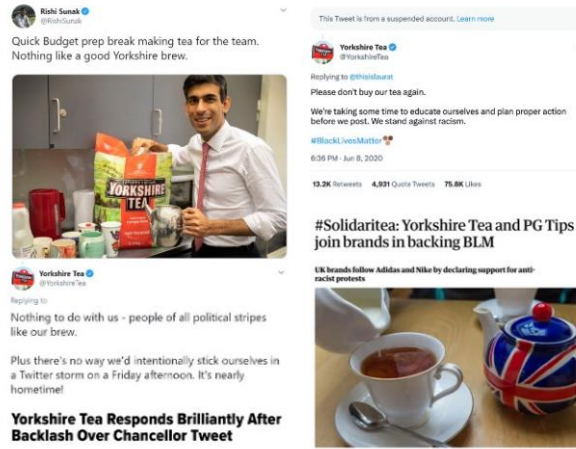 Rishi Sunak
@RishiSunak
Quick Budget prep break making tea for the team.
Nothing like a good Yorkshire brew.
YORKSHIRE
TEA
Yorkshire Tea
@YorkshireTea
Replying to
Nothing to do with us - people of all political stripes
like our brew.
Plus there's no way we'd intentionally stick ourselves in
a Twitter storm on a Friday afternoon. It's nearly
hometime!
Yorkshire Tea Responds Brilliantly After
Backlash Over Chancellor Tweet
This Tweet is from a suspended account. Learn more
Yorkshire Tea
@YorkshireTea
Replying to @thisislaurat
Please don't buy our tea again.
We're taking some time to educate ourselves and plan proper action
before we post. We stand against racism.
#BlackLivesMatter
6:36 PM · Jun 8, 2020
13.2K Retweets 4,931 Quote Tweets 75.8K Likes
#Solidaritea: Yorkshire Tea and PG Tips
join brands in backing BLM
UK brands follow Adidas and Nike by declaring support for anti-
racist protests